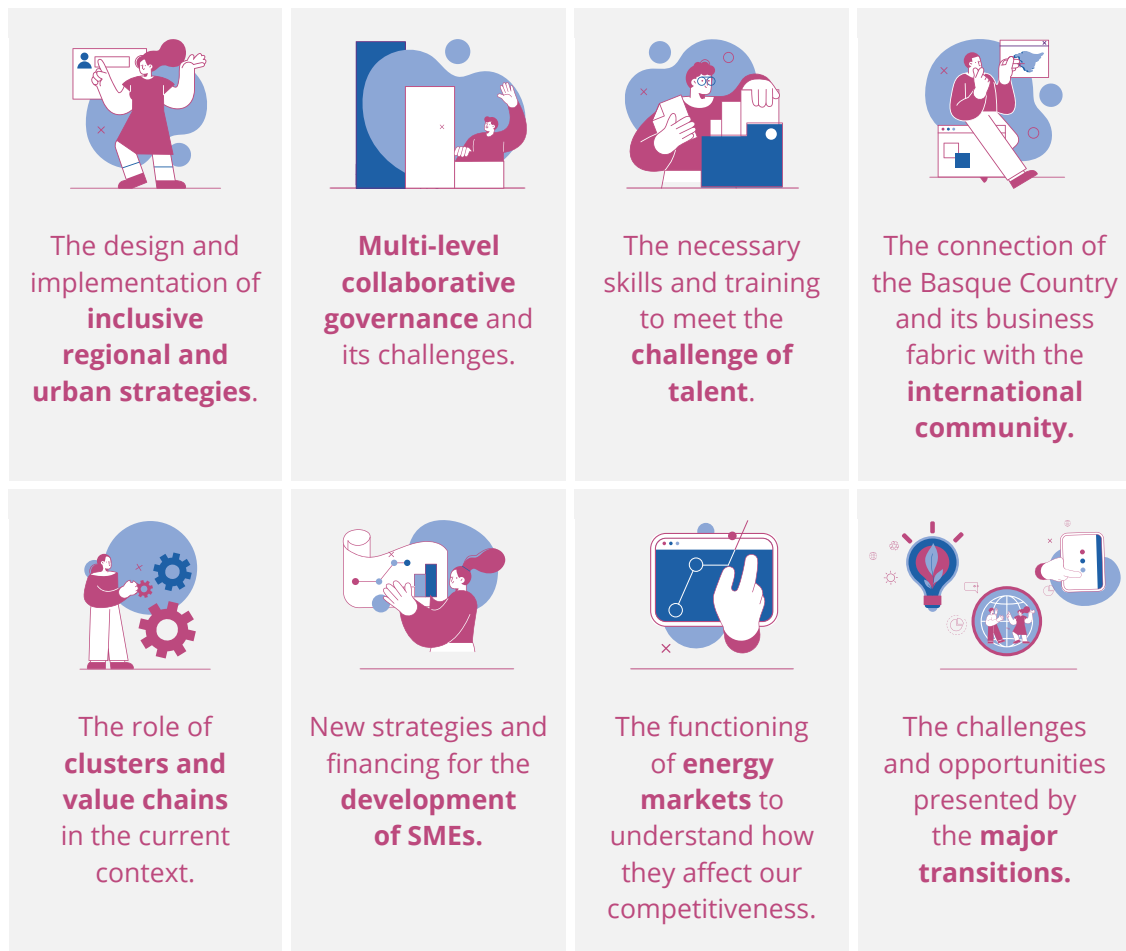 The design and
implementation of
inclusive
regional and
urban strategies.
Multi-level
collaborative
governance and
its challenges.
The necessary
skills and training
to meet the
challenge of
talent.
The connection of
the Basque Country
and its business
fabric with the
international
community.
The role of
clusters and
value chains
in the current
context.
New strategies and
financing for the
development
of SMEs.
The functioning
of energy
markets to
understand how
they affect our
competitiveness.
The challenges
and opportunities
presented by
the major
transitions.